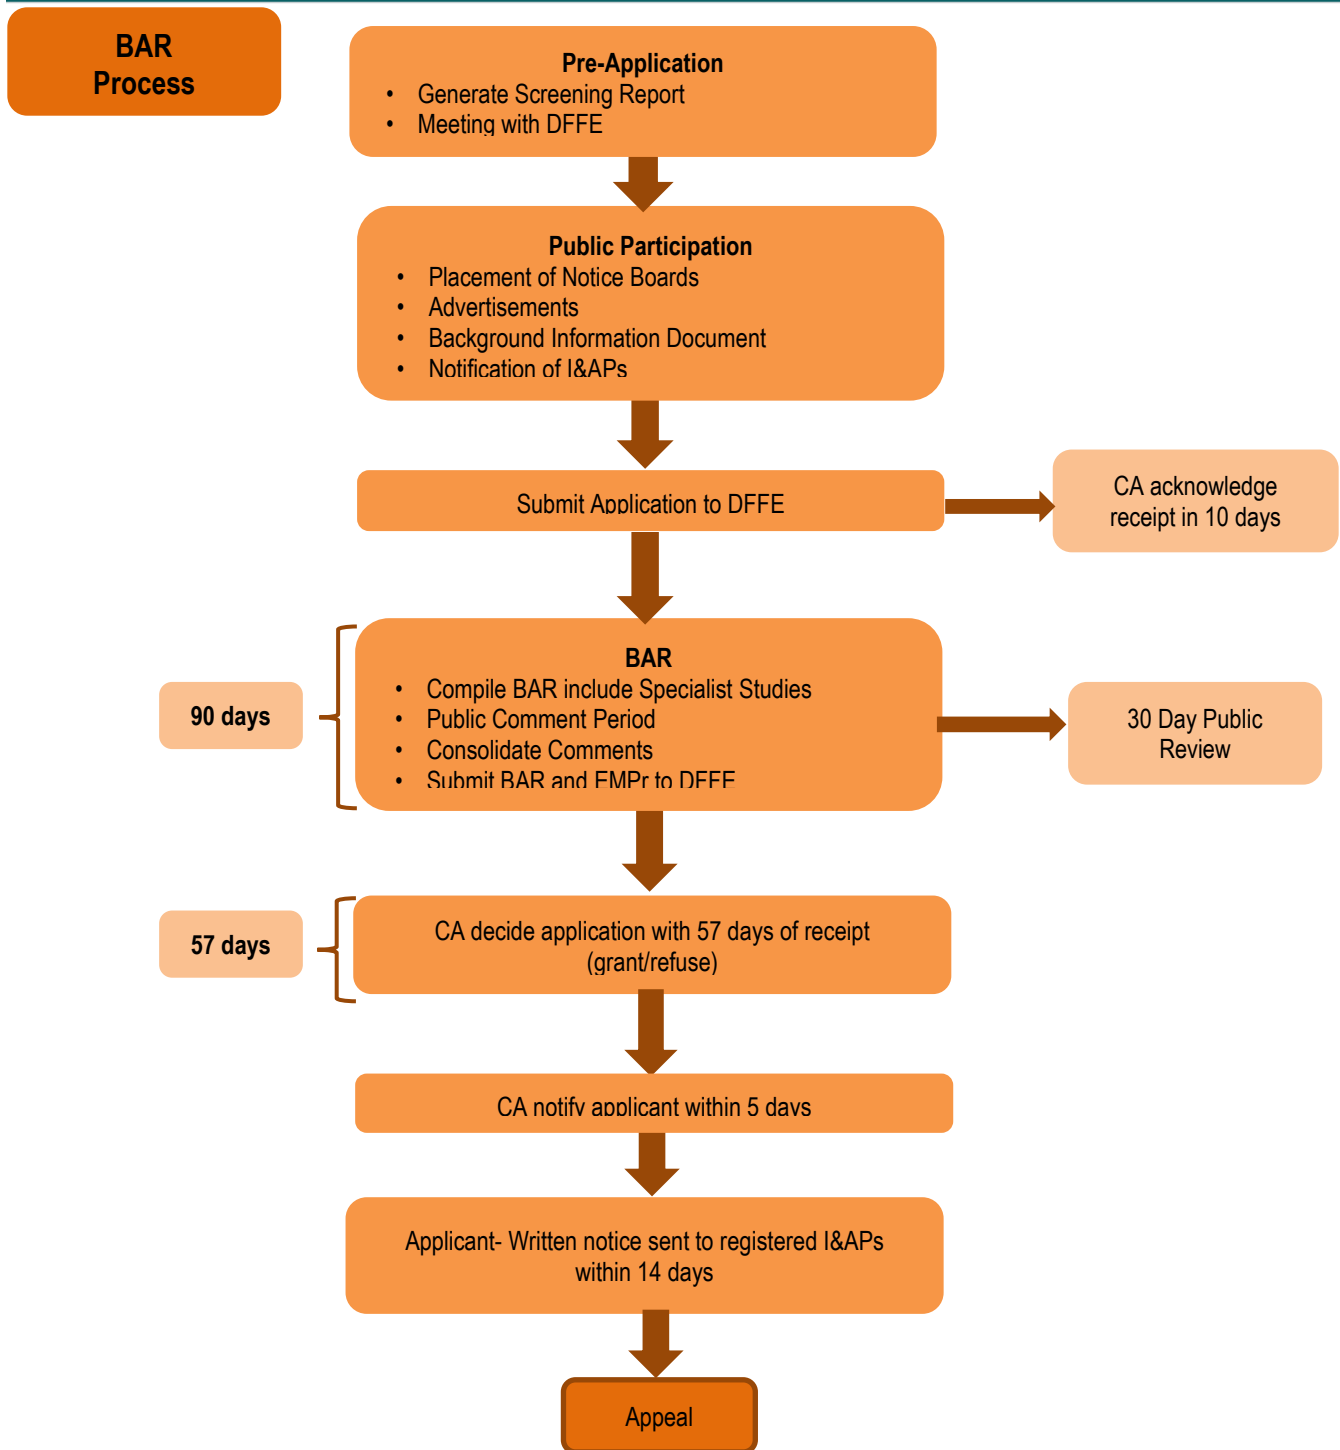 BAR
Process
Pre-Application
• Generate Screening Report
• Meeting with DFFE
Public Participation
• Placement of Notice Boards
• Advertisements
• Background Information Document
• Notification of I&APs
Submit Application to DFFE
CA acknowledge
receipt in 10 days
BAR
• Compile BAR include Specialist Studies
• Public Comment Period
• Consolidate Comments
• Submit BAR and EMPr to DFFE
90 days
30 Day Public
Review
CA decide application with 57 days of receipt
(grant/refuse)
57 days
CA notify applicant within 5 days
Applicant- Written notice sent to registered I&APs
within 14 days
Appeal